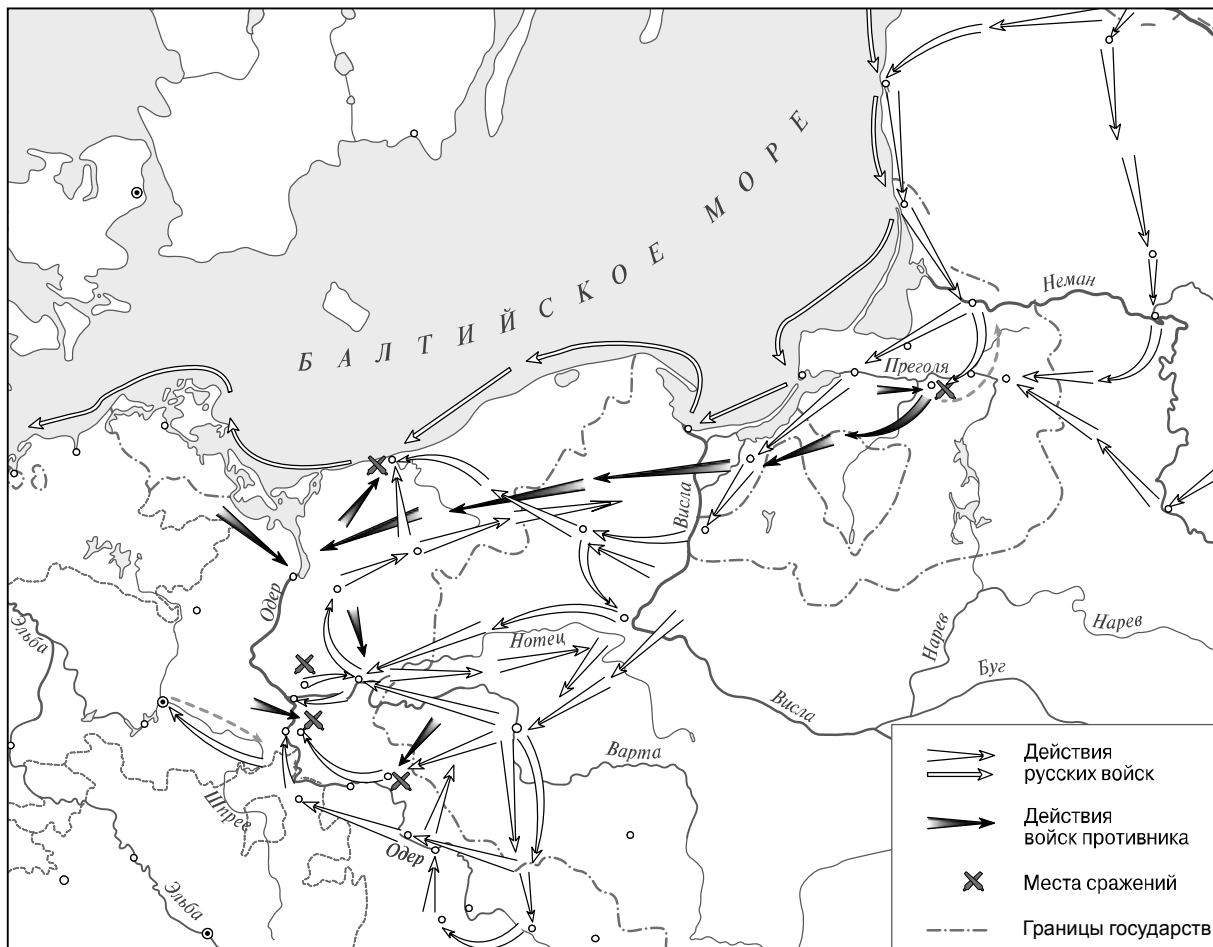 БАЛТИЙСКОЕ МОРЕ
Неман
Преголя
Висла
Одер
Эльба
Нотец
Нарев
Нарев
Буг
Висла
Варта
Шпрев
Одер
Эльба
Действия
русских войск
Действия
войск противника
Места сражений
Границы государств